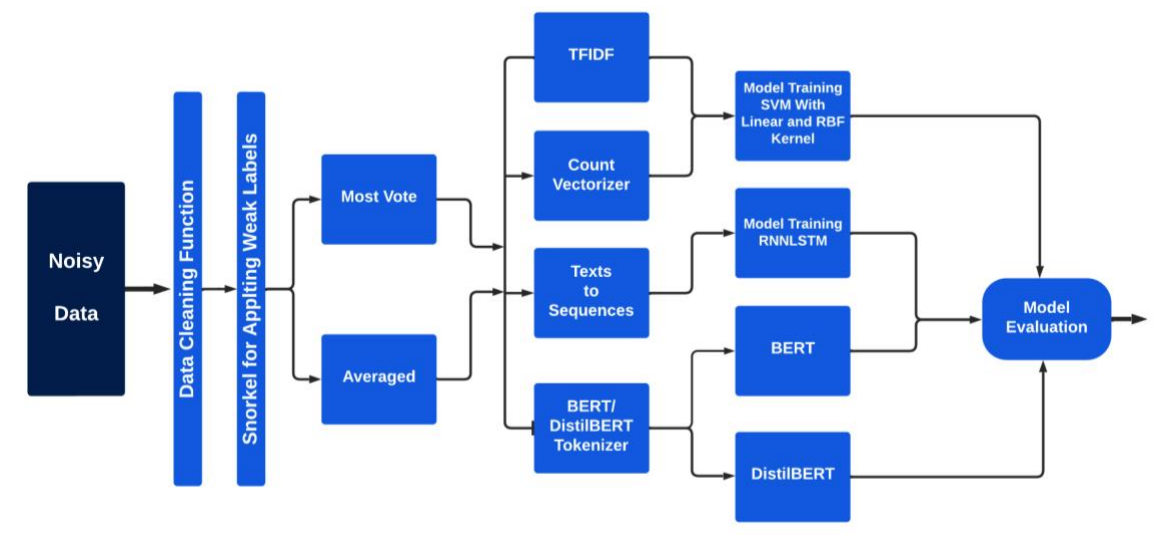 Noisy
Data
Data Cleaning Function
Snorkel for Applting Weak Labels
Most Vote
Averaged
TFIDF
Count
Vectorizer
Texts
to
Sequences
BERT/
DistilBERT
Tokenizer
Model Training
SVM With
Linear and RBF
Kernel
Model Training
RNNLSTM
BERT
DistilBERT
Model
Evaluation